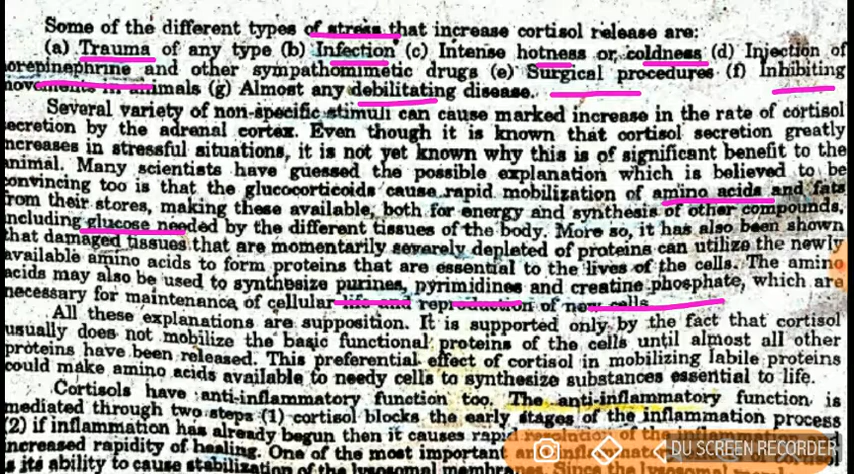 Some of the different types of stress that increase cortisol release are:
(a) Trauma of any type (b) Infection (c) Intense hotness or coldness (d) Injection of
norepinephrine and other sympathomimetic drugs (e) Surgical procedures (f) Inhibiting
movements in animals (g) Almost any debilitating disease.
Several variety of non-specific stimuli can cause marked increase in the rate of cortisol
secretion by the adrenal cortex. Even though it is known that cortisol secretion greatly
increases in stressful situations, it is not yet known why this is of significant benefit to the
animal. Many scientists have guessed the possible explanation which is believed to be
convincing too is that the glucocorticoids cause rapid mobilization of amino acids and fats
from their stores, making these available, both for energy and synthesis of other compounds,
including glucose needed by the different tissues of the body. More so, it has also been shown
that damaged tissues that are momentarily severely depleted of proteins can utilize the newly
available amino acids to form proteins that are essential to the lives of the cells. The amino
acids may also be used to synthesize purines, pyrimidines and creatine phosphate, which are
necessary for maintenance of cellular life and reproduction of new cells.
All these explanations are supposition. It is supported only by the fact that cortisol
usually does not mobilize the basic functional proteins of the cells until almost all other
proteins have been released. This preferential effect of cortisol in mobilizing labile proteins
could make amino acids available to needy cells to synthesize substances essential to life.
Cortisols have anti-inflammatory function too. The anti-inflammatory function is
mediated through two steps (1) cortisol blocks the early stages of the inflammation process
(2) if inflammation has already begun then it causes rapid
increased rapidity of healing. One of the most important
is its ability to cause stabilization of the lysosomal
DU SCREEN RECORDER